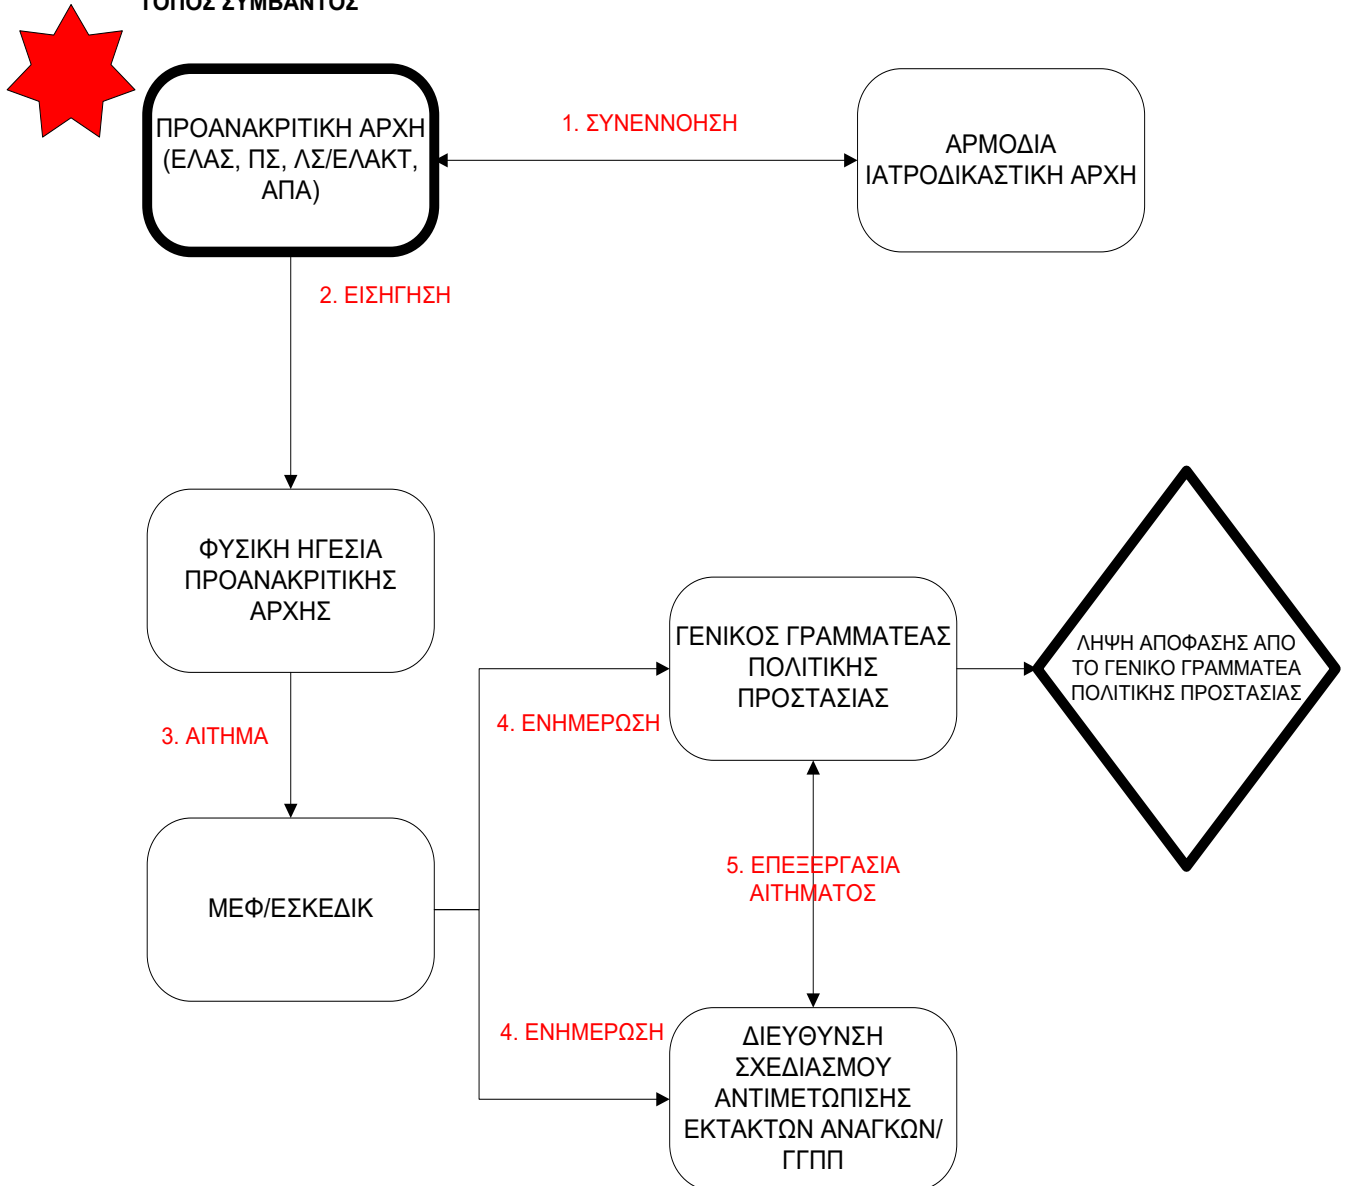 ΤΟΠΟΣ ΣΥΜΒΑΝΤΟΣ
ΠΡΟΑΝΑΚΡΙΤΙΚΗ ΑΡΧΗ
(ΕΛΑΣ, ΠΣ, ΛΣ/ΕΛΑΚΤ,
ΑΠΑ)
1. ΣΥΝΕΝΝΟΗΣΗ
ΑΡΜΟΔΙΑ
ΙΑΤΡΟΔΙΚΑΣΤΙΚΗ ΑΡΧΗ
2. ΕΙΣΗΓΗΣΗ
ΦΥΣΙΚΗ ΗΓΕΣΙΑ
ΠΡΟΑΝΑΚΡΙΤΙΚΗΣ
ΑΡΧΗΣ
3. ΑΙΤΗΜΑ
ΜΕΦ/ΕΣΚΕΔΙΚ
4. ΕΝΗΜΕΡΩΣΗ
ΓΕΝΙΚΟΣ ΓΡΑΜΜΑΤΕΑΣ
ΠΟΛΙΤΙΚΗΣ
ΠΡΟΣΤΑΣΙΑΣ
ΛΗΨΗ ΑΠΟΦΑΣΗΣ ΑΠΟ
ΤΟ ΓΕΝΙΚΟ ΓΡΑΜΜΑΤΕΑ
ΠΟΛΙΤΙΚΗΣ ΠΡΟΣΤΑΣΙΑΣ
5. ΕΠΕΞΕΡΓΑΣΙΑ
ΑΙΤΗΜΑΤΟΣ
4. ΕΝΗΜΕΡΩΣΗ
ΔΙΕΥΘΥΝΣΗ
ΣΧΕΔΙΑΣΜΟΥ
ΑΝΤΙΜΕΤΩΠΙΣΗΣ
ΕΚΤΑΚΤΩΝ ΑΝΑΓΚΩΝ/
ΓΓΠΠ